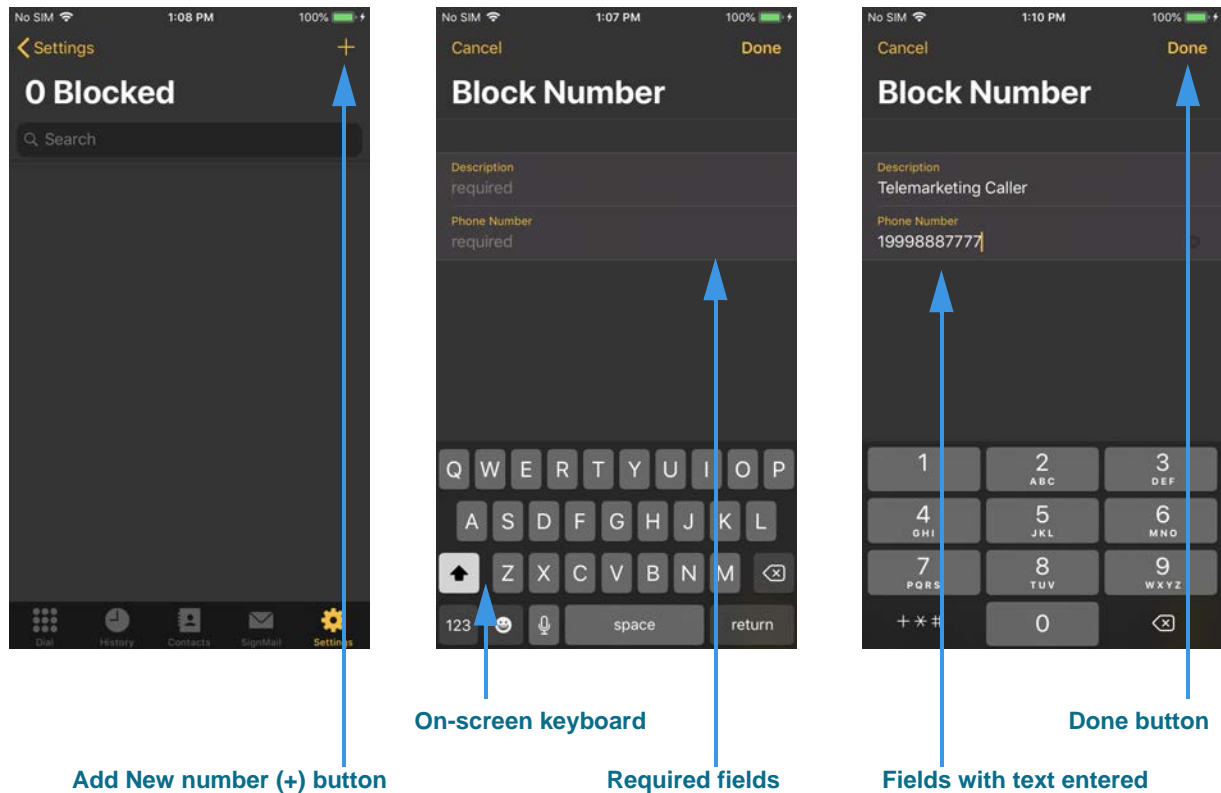 No SIM 1:08 PM 100%
Settings +
0 Blocked
Search
Dial History Contacts SignMail Settings
No SIM 1:07 PM 100%
Cancel Done
Block Number
Description
required
Phone Number
required
Q W E R T Y U I O P
A S D F G H J K L
Z X C V B N M
123 space return
No SIM 1:10 PM 100%
Cancel Done
Block Number
Description
Telemarketing Caller
Phone Number
19998887777
1 2 3
ABC DEF
4 5 6
GHI JKL MNO
7 8 9
PQRS TUV WXYZ
+*# 0
On-screen keyboard
Done button
Add New number (+) button
Required fields
Fields with text entered